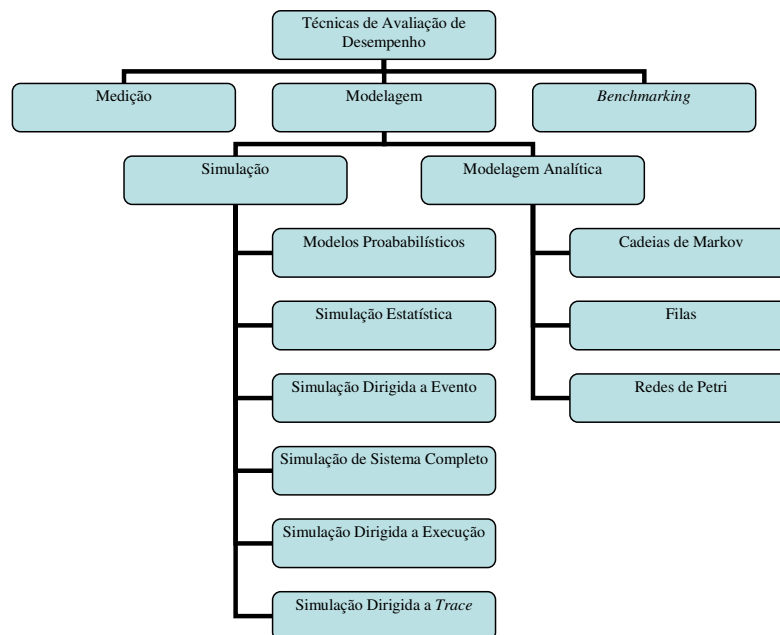 Técnicas de Avaliação de
Desempenho
Medição
Modelagem
Benchmarking
Simulação
Modelagem Analítica
Modelos Proababilísticos
Cadeias de Markov
Simulação Estatística
Filas
Simulação Dirigida a Evento
Redes de Petri
Simulação de Sistema Completo
Simulação Dirigida a Execução
Simulação Dirigida a Trace